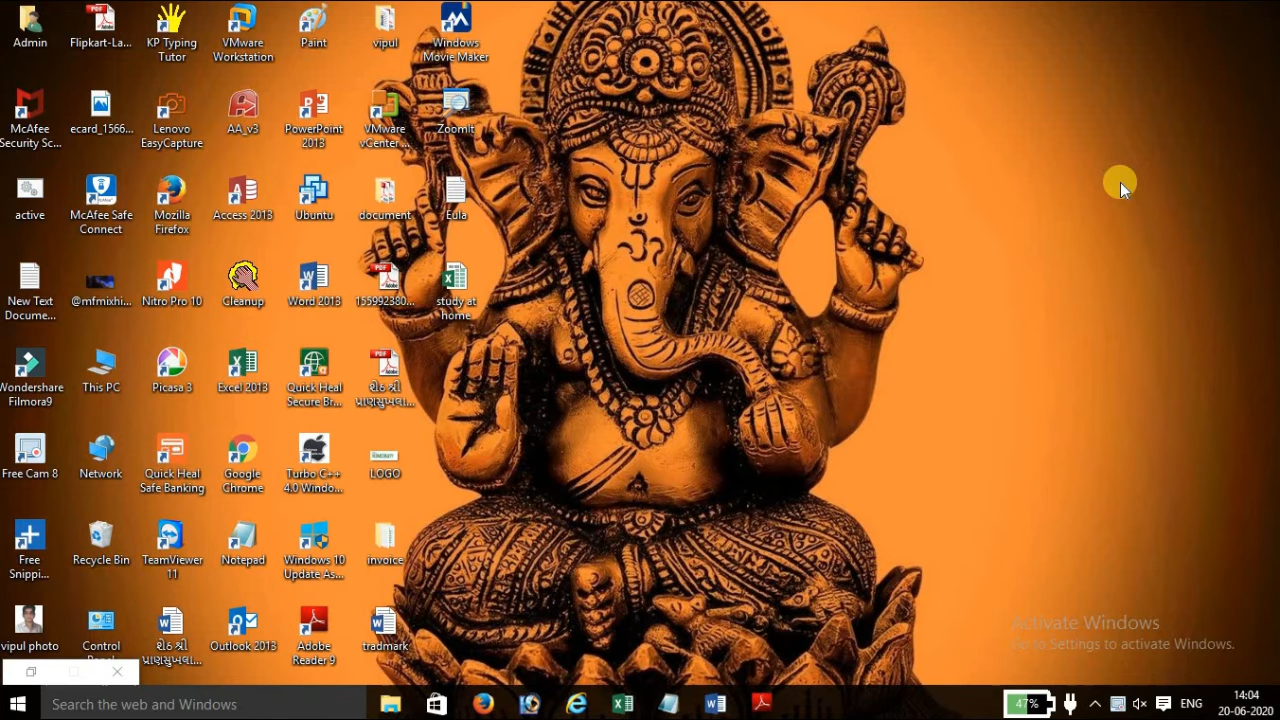 Admin
Flipkart-La...
KP Typing
Tutor
VMware
Workstation
Paint
vipul
Windows
Movie Maker
McAfee
Security Sc...
ecard_1566...
Lenovo
EasyCapture
AA_v3
PowerPoint
2013
VMware
vCenter ...
ZoomIt
active
McAfee Safe
Connect
Mozilla
Firefox
Access 2013
Ubuntu
document
Eula
New Text
Docume...
@mfmixhi...
Nitro Pro 10
Cleanup
Word 2013
155992380...
study at
home
Wondershare
Filmora9
This PC
Picasa 3
Excel 2013
Quick Heal
Secure Br...
શેઠ શ્રી
પ્રાણસુખલા...
Free Cam 8
Network
Quick Heal
Safe Banking
Google
Chrome
Turbo C++
4.0 Windo...
LOGO
Free
Snippi...
Recycle Bin
TeamViewer
11
Notepad
Windows 10
Update As...
invoice
vipul photo
Control
શેઠ શ્રી
પ્રાણસુખલા...
Outlook 2013
Adobe
Reader 9
tradmark
Activate Windows
Go to Settings to activate Windows.
Search the web and Windows
47%
ENG
14:04
20-06-2020